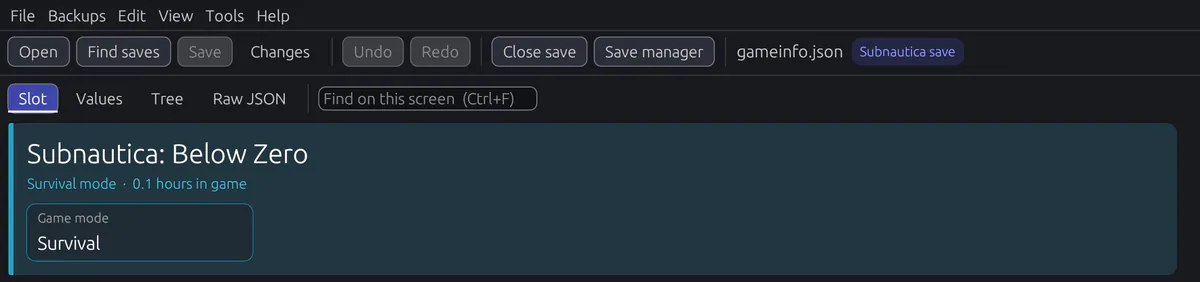 File Backups Edit View Tools Help
Open Find saves Save Changes Undo Redo Close save Save manager gameinfo.json Subnautica save
Slot Values Tree Raw JSON Find on this screen (Ctrl+F)
Subnautica: Below Zero
Survival mode · 0.1 hours in game
Game mode
Survival